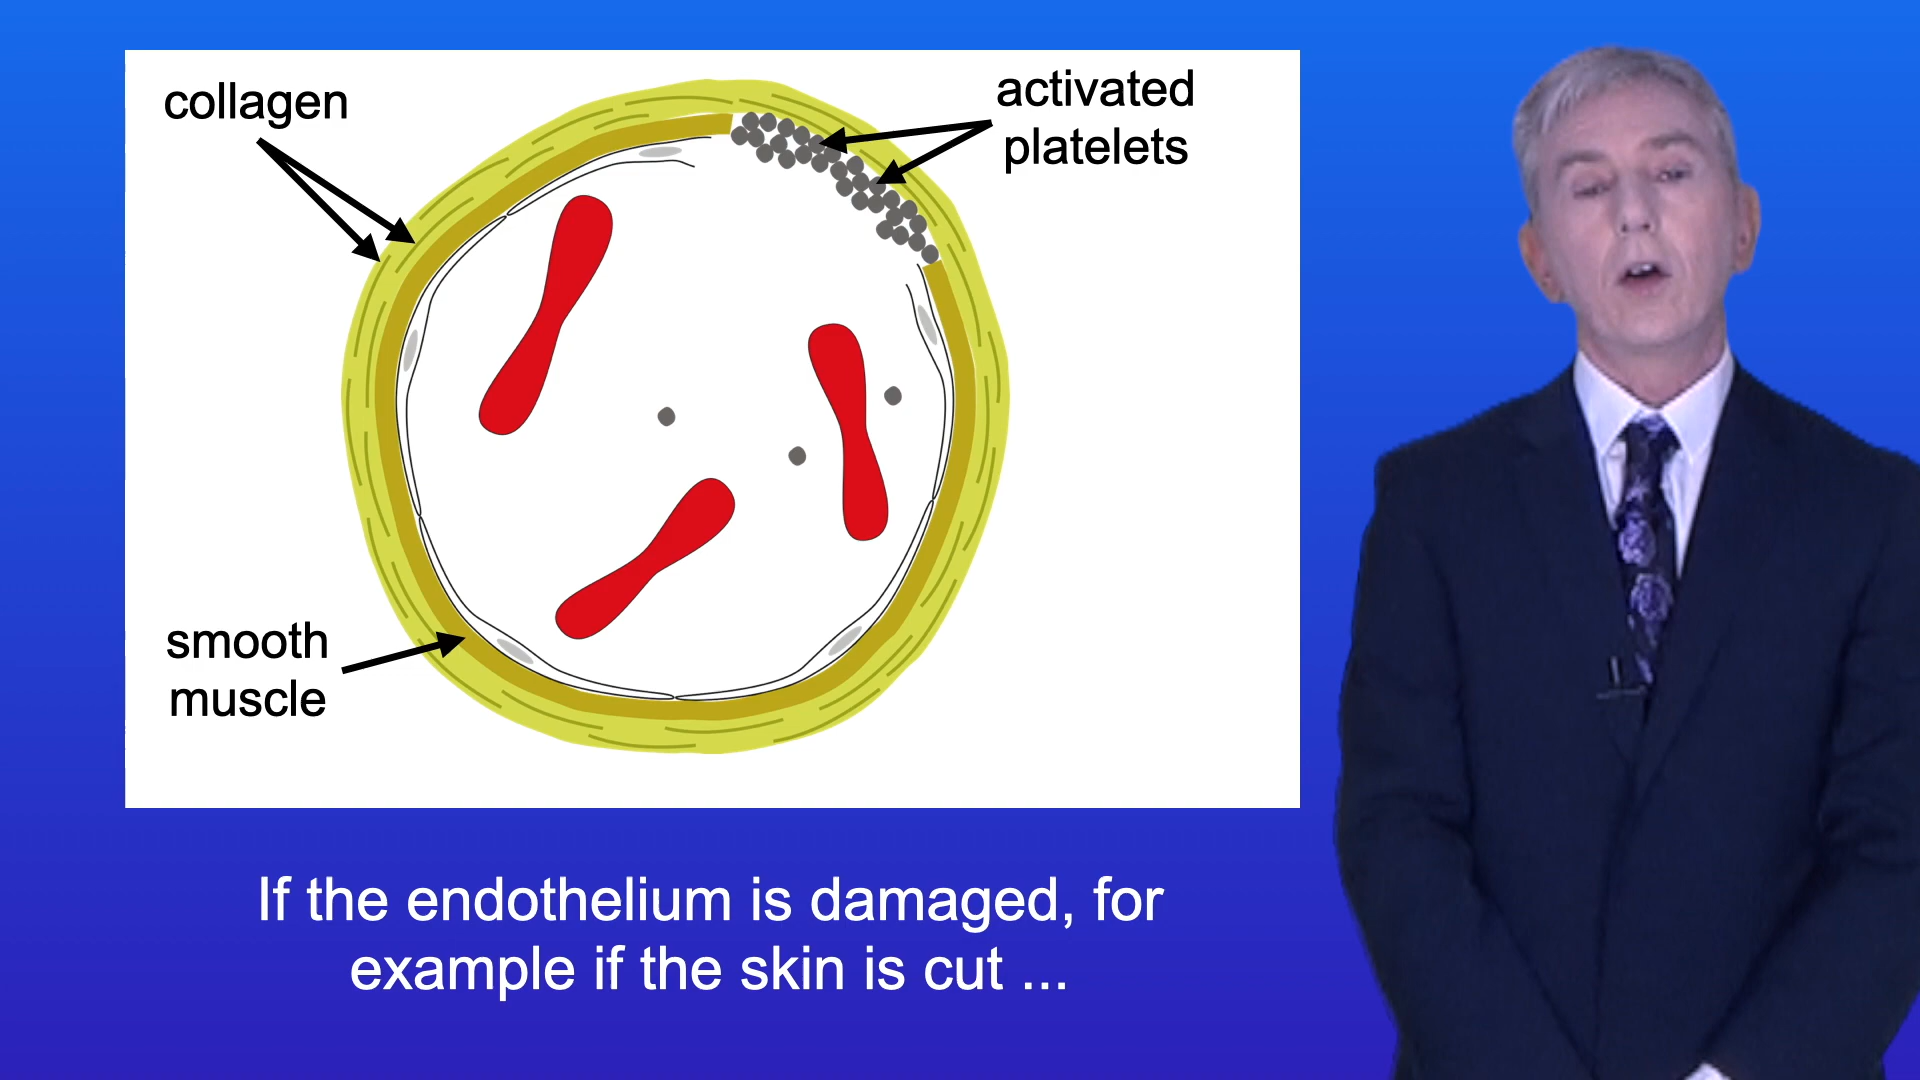 collagen
activated
platelets
smooth
muscle
If the endothelium is damaged, for
example if the skin is cut ...